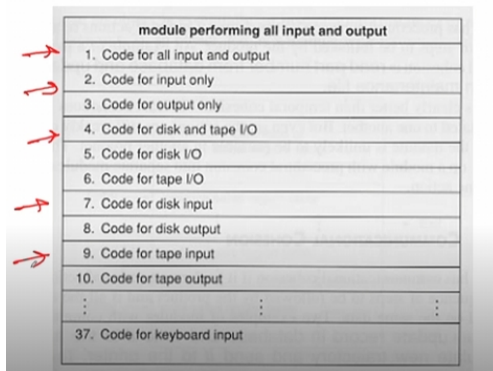 module performing all input and output
1. Code for all input and output
2. Code for input only
3. Code for output only
4. Code for disk and tape I/O
5. Code for disk I/O
6. Code for tape I/O
7. Code for disk input
8. Code for disk output
9. Code for tape input
10. Code for tape output
⋮ ⋮ ⋮
37. Code for keyboard input